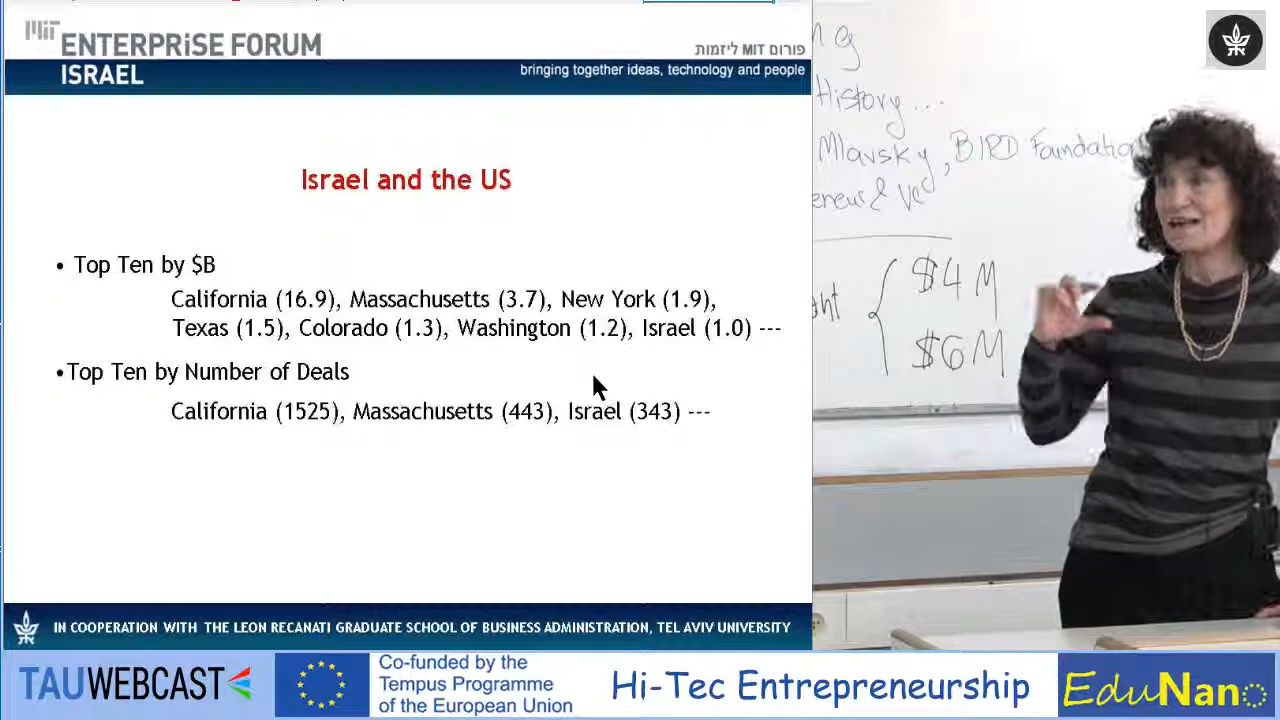 MIT
ENTERPRISE FORUM
ISRAEL
פורום MIT ליזמות
bringing together ideas, technology and people
Israel and the US
• Top Ten by $B
California (16.9), Massachusetts (3.7), New York (1.9),
Texas (1.5), Colorado (1.3), Washington (1.2), Israel (1.0) ---
•Top Ten by Number of Deals
California (1525), Massachusetts (443), Israel (343) ---
IN COOPERATION WITH THE LEON RECANATI GRADUATE SCHOOL OF BUSINESS ADMINISTRATION, TEL AVIV UNIVERSITY
History ...
Mlavsky, BIRD Foundation
$4 M
$6 M
TAUWEBCAST
Co-funded by the
Tempus Programme
of the European Union
Hi-Tec Entrepreneurship
EduNano